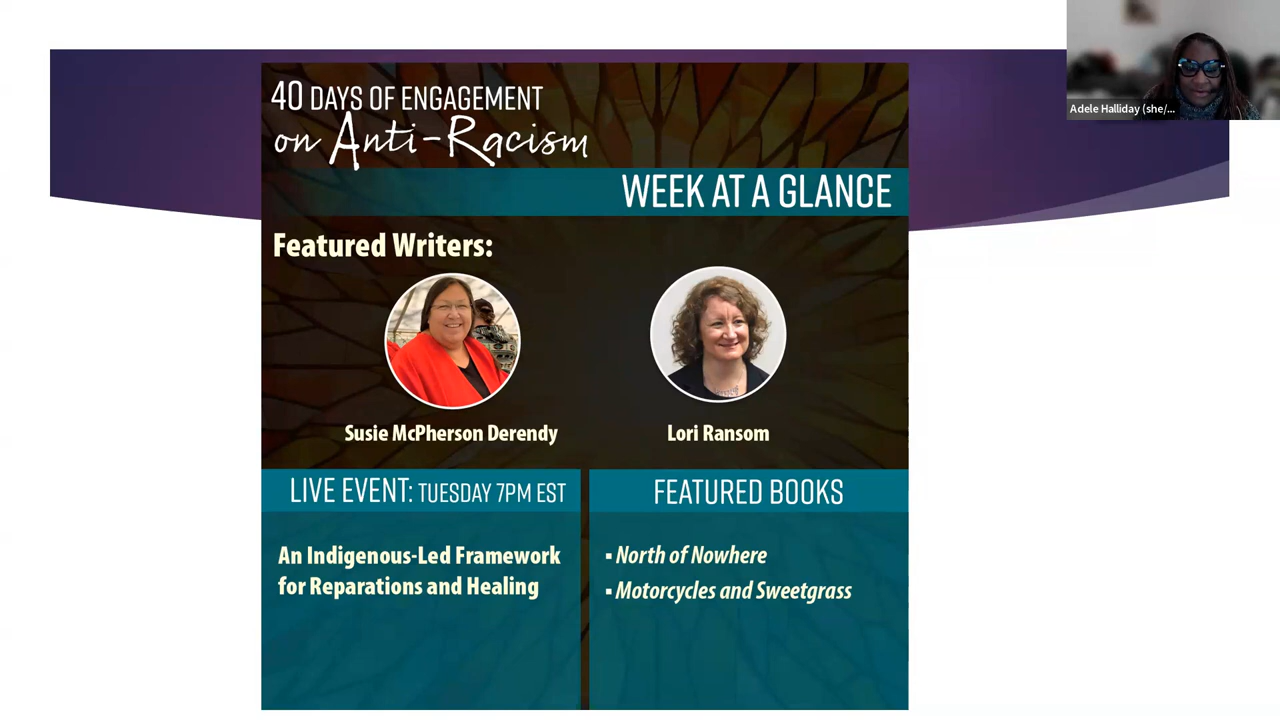 40 DAYS OF ENGAGEMENT
on Anti-Racism
WEEK AT A GLANCE
Adele Halliday (she/...
Featured Writers:
Susie McPherson Derendy
Lori Ransom
LIVE EVENT: TUESDAY 7PM EST
An Indigenous-Led Framework
for Reparations and Healing
FEATURED BOOKS
▪ North of Nowhere
▪ Motorcycles and Sweetgrass